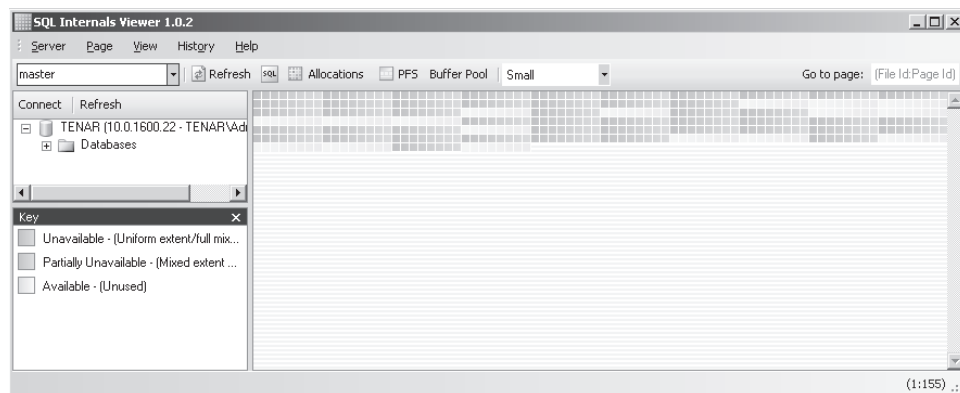 SQL Internals Viewer 1.0.2
Server Page View History Help
master Refresh SQL Allocations PFS Buffer Pool Small Go to page: (File Id:Page Id)
Connect Refresh
TENAR (10.0.1600.22 - TENAR\Adi
Databases
Key
Unavailable - (Uniform extent/full mix...
Partially Unavailable - (Mixed extent ...
Available - (Unused)
(1:155)